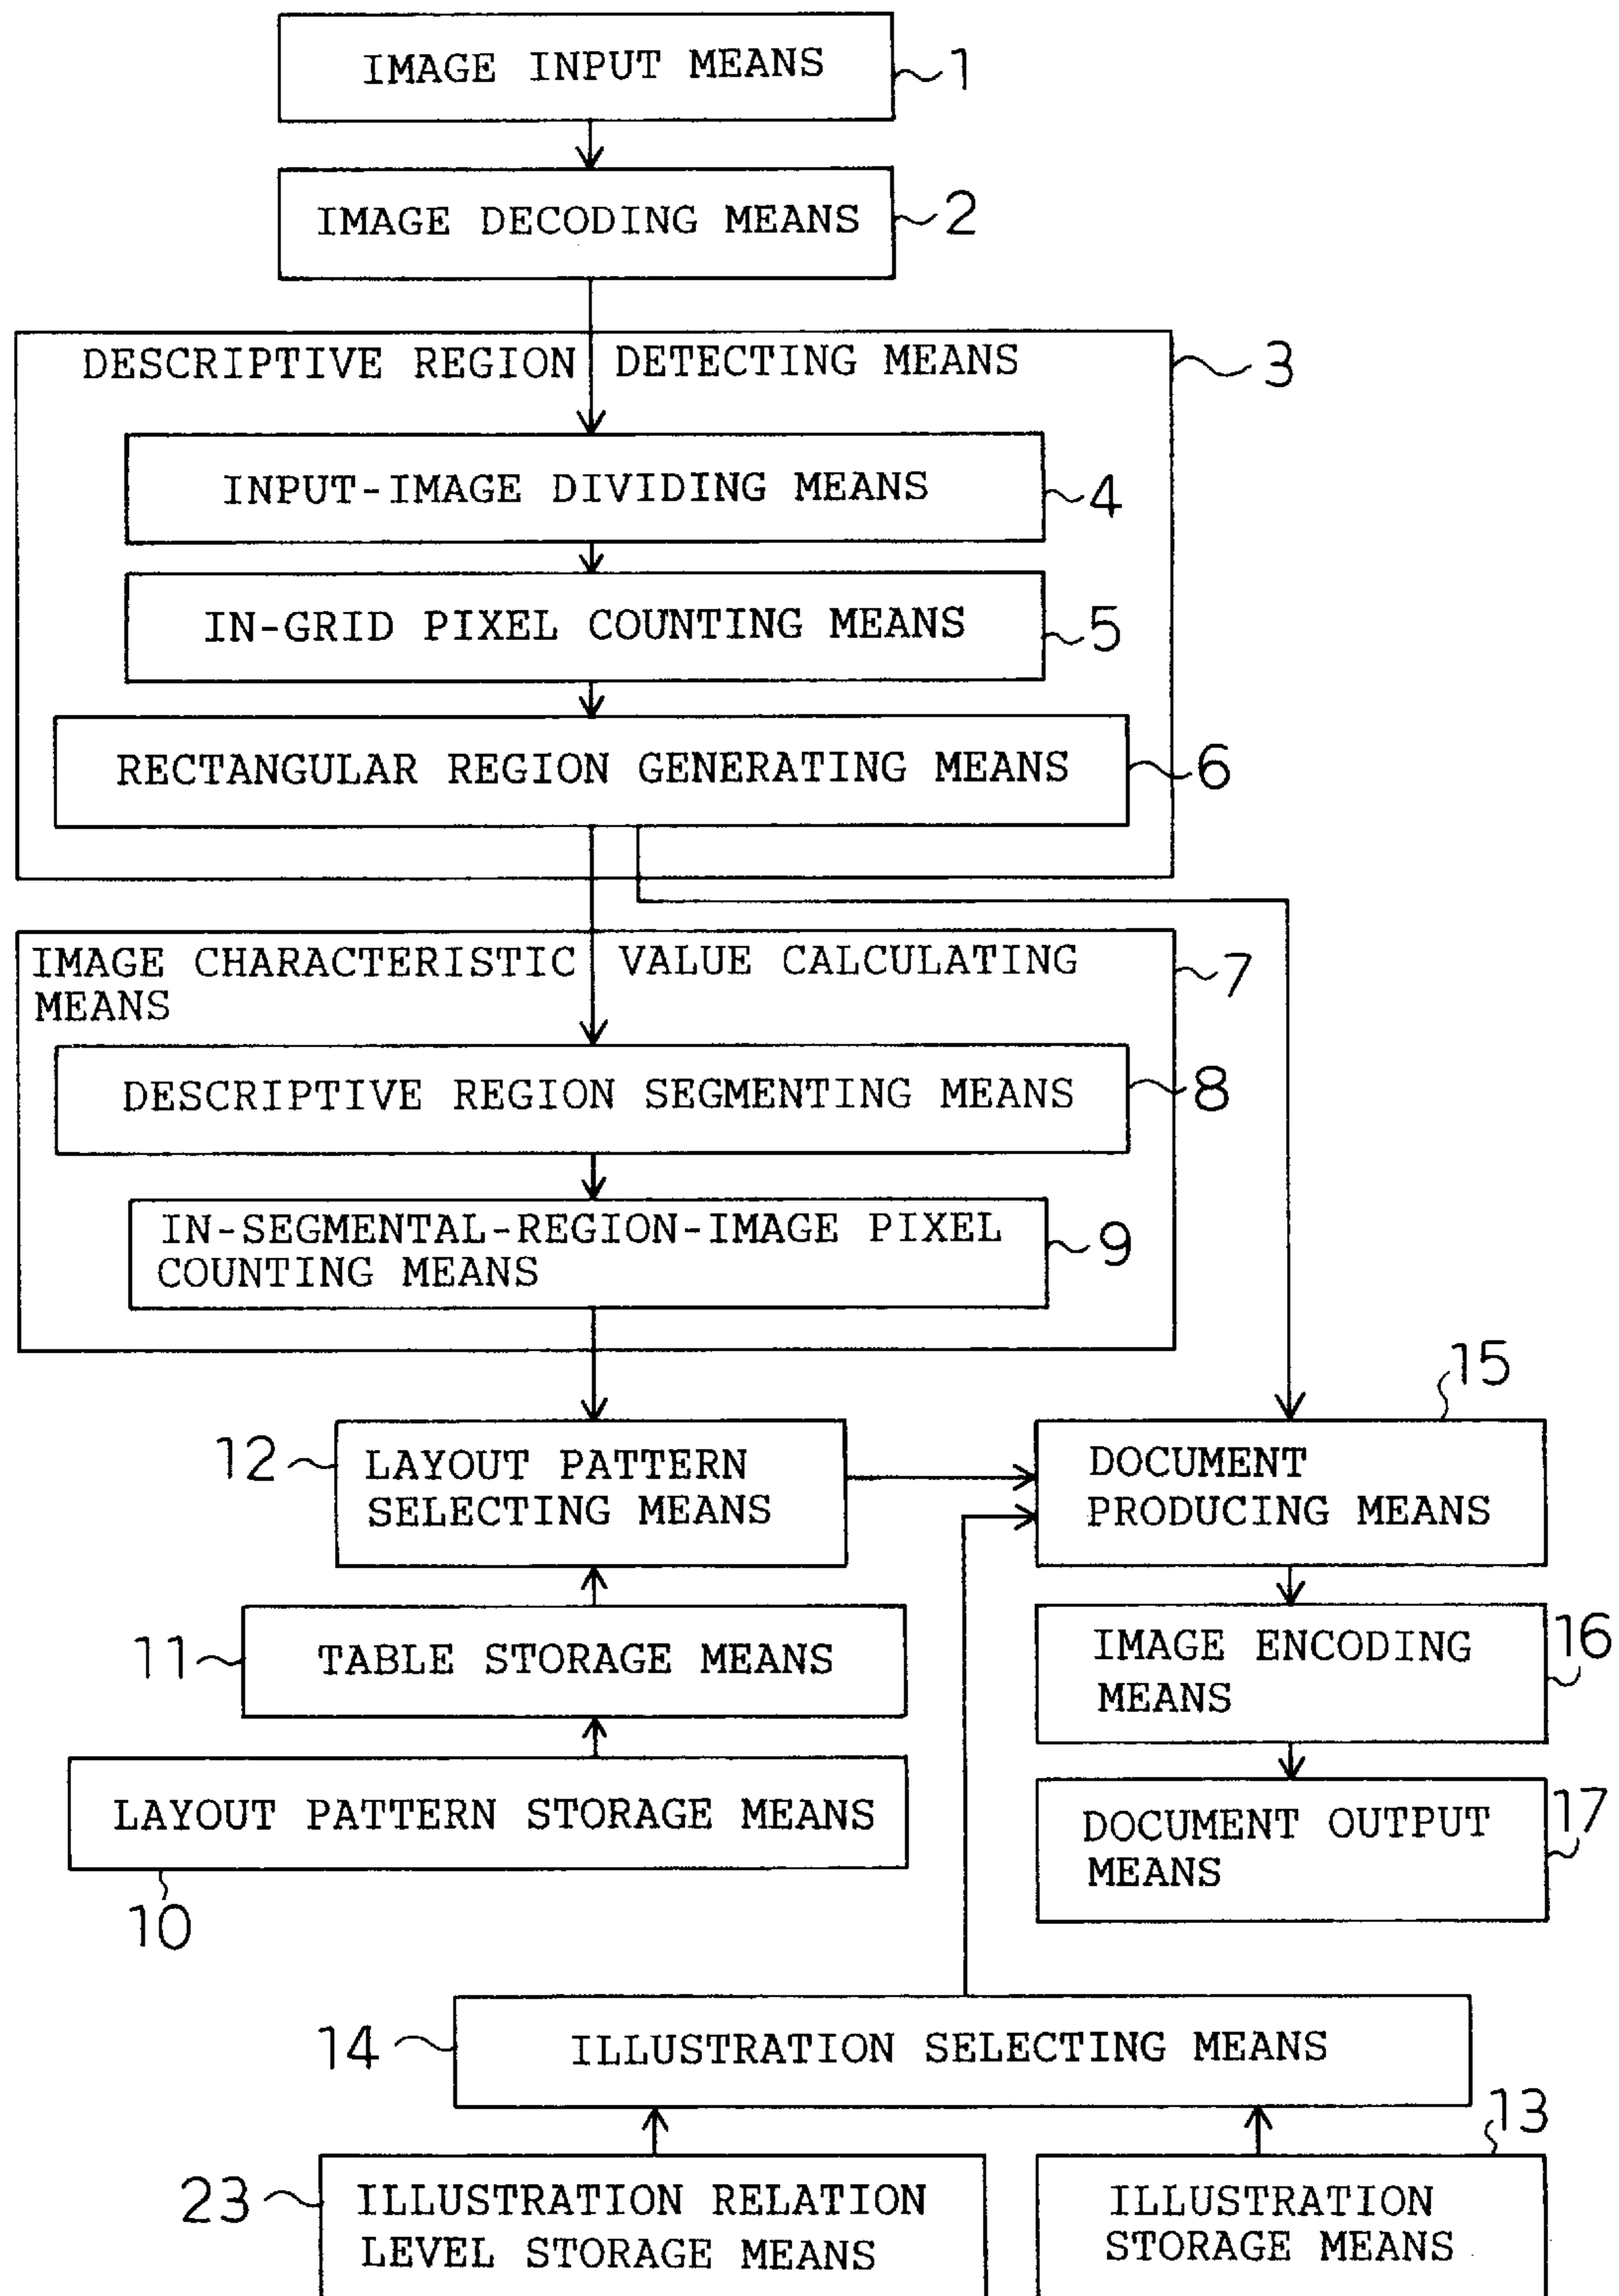 IMAGE INPUT MEANS
1
IMAGE DECODING MEANS
2
DESCRIPTIVE REGION DETECTING MEANS
3
INPUT-IMAGE DIVIDING MEANS
4
IN-GRID PIXEL COUNTING MEANS
5
RECTANGULAR REGION GENERATING MEANS
6
IMAGE CHARACTERISTIC VALUE CALCULATING
MEANS
7
DESCRIPTIVE REGION SEGMENTING MEANS
8
IN-SEGMENTAL-REGION-IMAGE PIXEL
COUNTING MEANS
9
12
LAYOUT PATTERN
SELECTING MEANS
15
DOCUMENT
PRODUCING MEANS
11
TABLE STORAGE MEANS
IMAGE ENCODING
MEANS
16
LAYOUT PATTERN STORAGE MEANS
10
DOCUMENT OUTPUT
MEANS
17
14
ILLUSTRATION SELECTING MEANS
23
ILLUSTRATION RELATION
LEVEL STORAGE MEANS
13
ILLUSTRATION
STORAGE MEANS